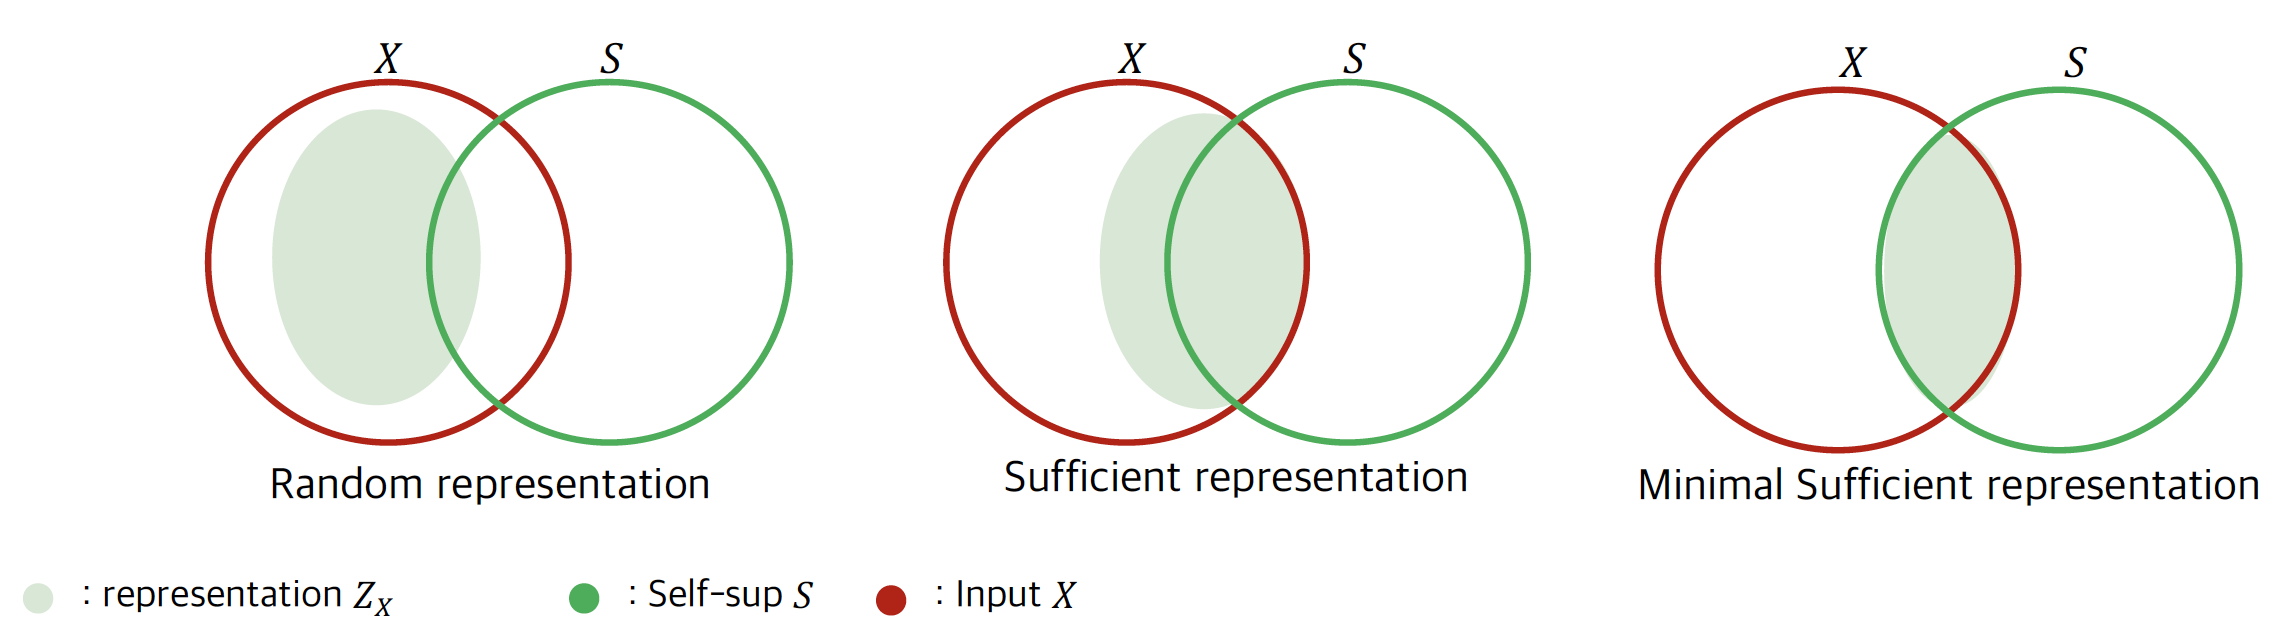 X S X S X S
Random representation Sufficient representation Minimal Sufficient representation
: representation Z_X : Self-sup S : Input X